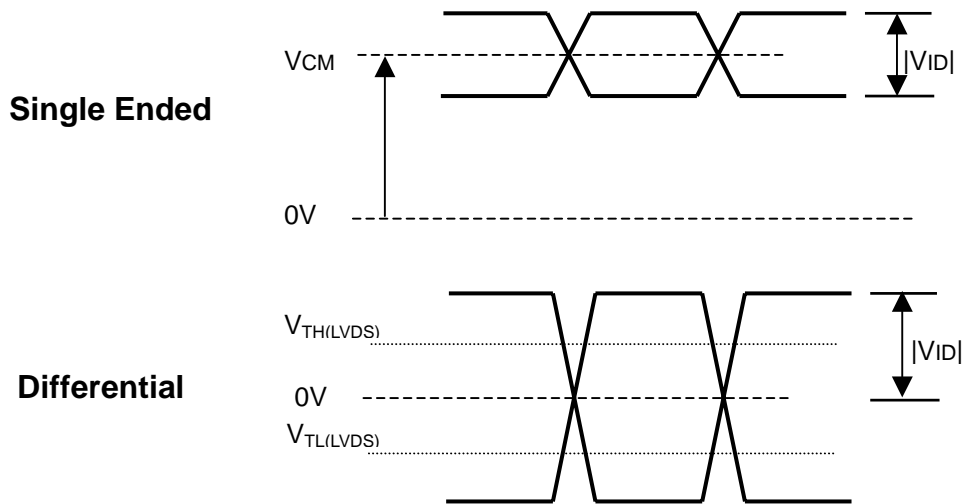 VCM
|VID|
Single Ended
0V
VTH(LVDS)
|VID|
Differential
0V
VTL(LVDS)